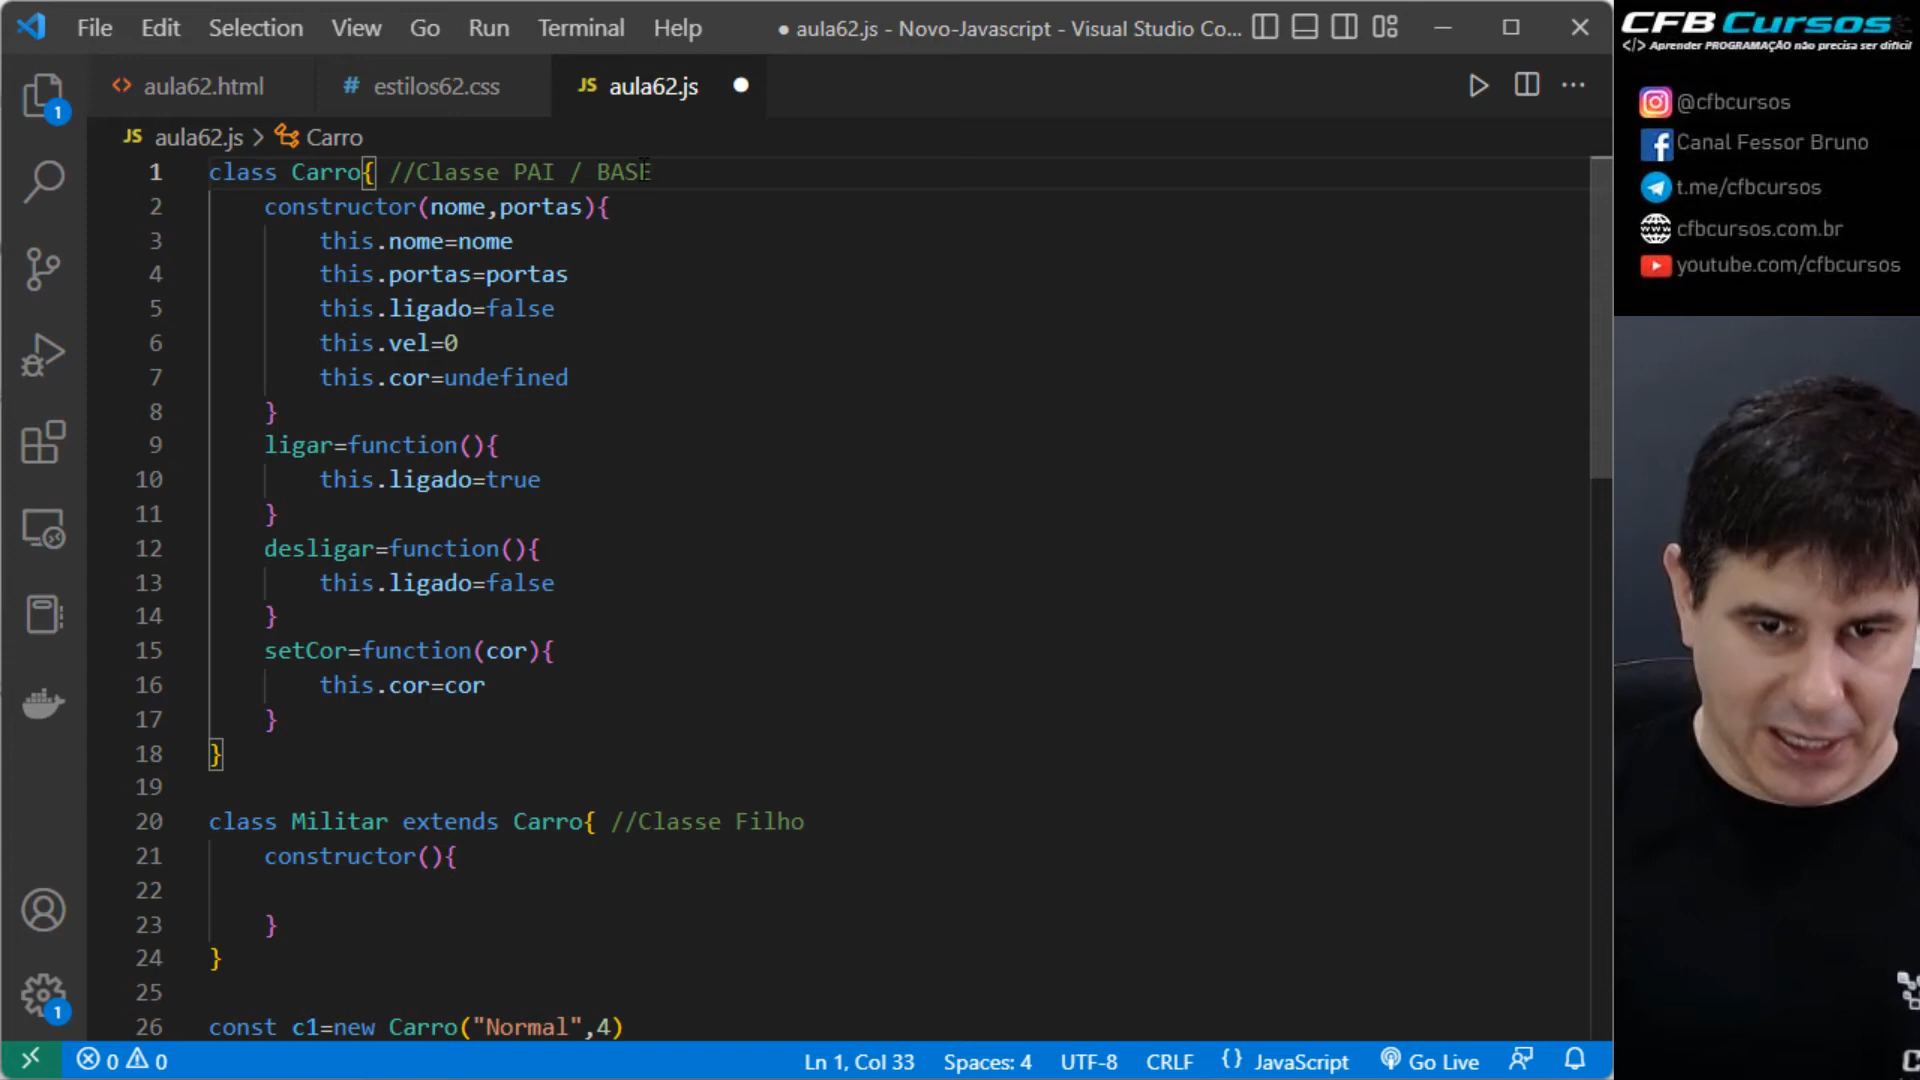 File Edit Selection View Go Run Terminal Help ● aula62.js - Novo-Javascript - Visual Studio Co...
aula62.html # estilos62.css JS aula62.js
JS aula62.js > Carro
1 class Carro{ //Classe PAI / BASE
2 constructor(nome,portas){
3 this.nome=nome
4 this.portas=portas
5 this.ligado=false
6 this.vel=0
7 this.cor=undefined
8 }
9 ligar=function(){
10 this.ligado=true
11 }
12 desligar=function(){
13 this.ligado=false
14 }
15 setCor=function(cor){
16 this.cor=cor
17 }
18 }
19
20 class Militar extends Carro{ //Classe Filho
21 constructor(){
22
23 }
24 }
25
26 const c1=new Carro("Normal",4)
1
1
0 0 Ln 1, Col 33 Spaces: 4 UTF-8 CRLF {} JavaScript Go Live
CFB Cursos
</> Aprender PROGRAMAÇÃO não precisa ser difícil
@cfbcursos
Canal Fessor Bruno
t.me/cfbcursos
cfbcursos.com.br
youtube.com/cfbcursos